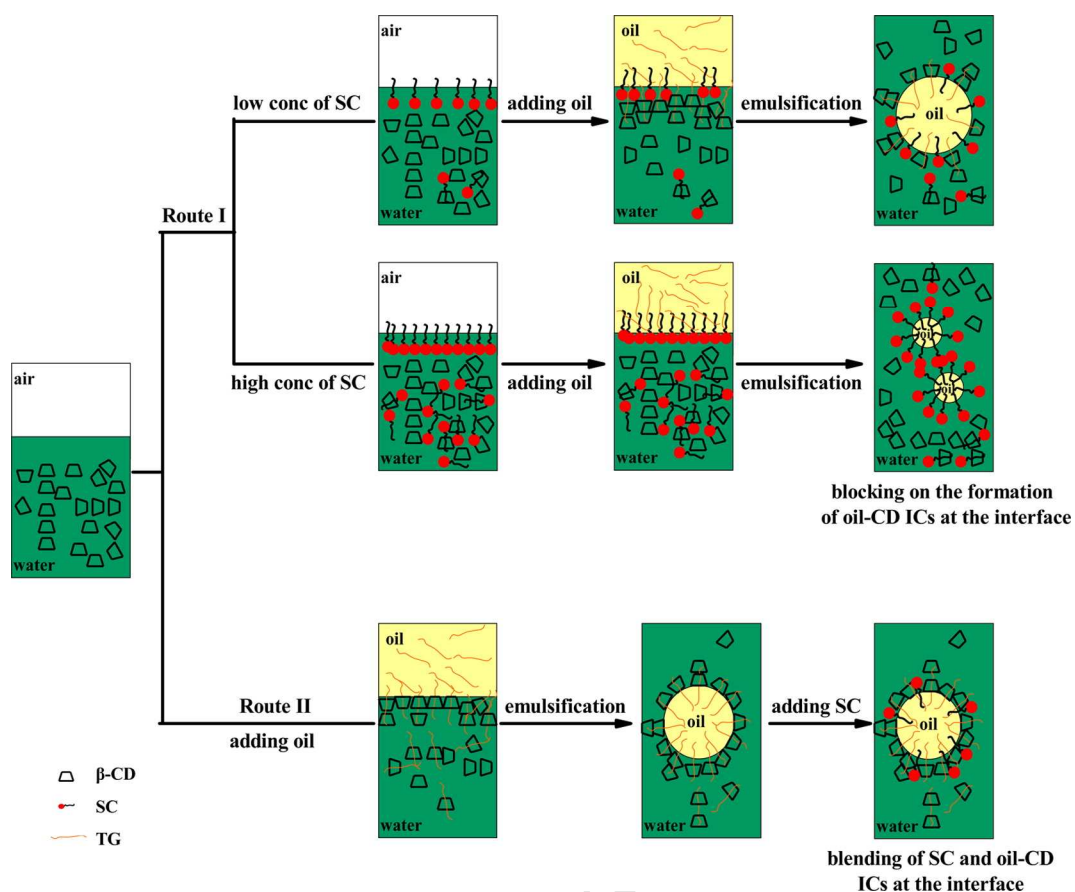 air
oil
low conc of SC
adding oil
emulsification
oil
water
water
water
Route I
air
oil
oil
oil
high conc of SC
adding oil
emulsification
water
water
water
blocking on the formation
of oil-CD ICs at the interface
air
water
oil
Route II
adding oil
emulsification
oil
adding SC
oil
water
water
water
β-CD
SC
TG
blending of SC and oil-CD
ICs at the interface